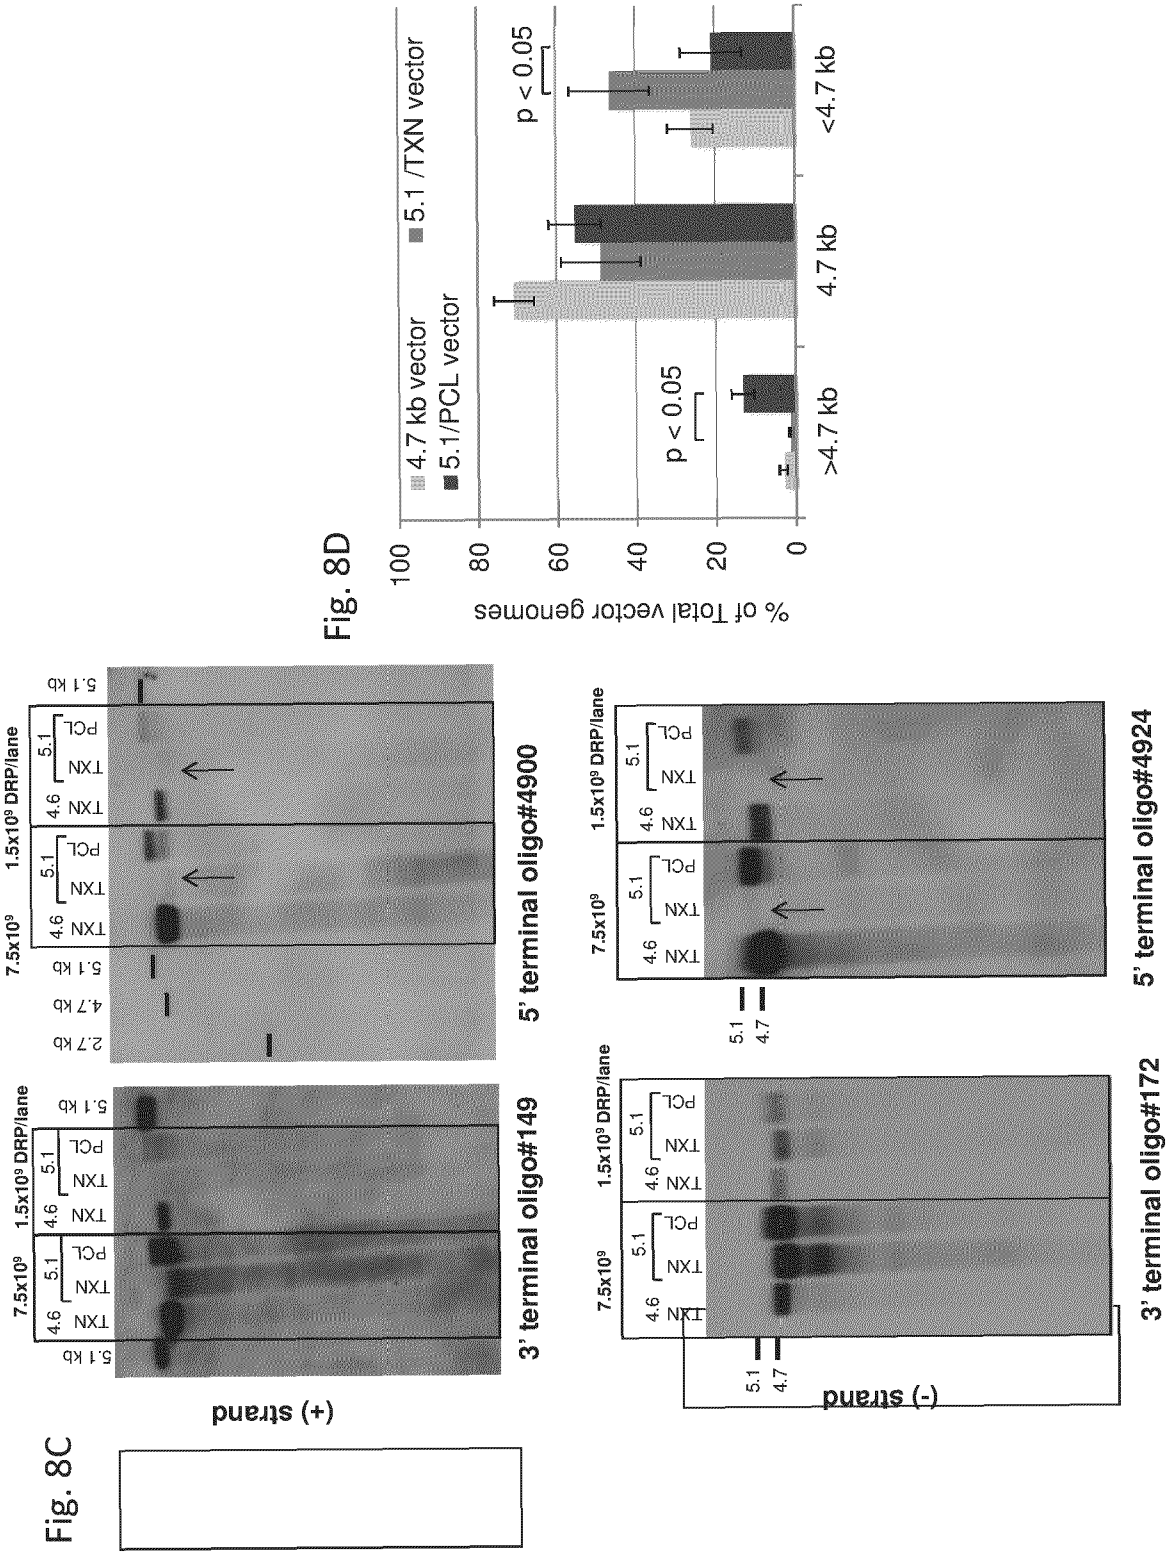 Fig. 8C
(+) strand
7.5x10⁹
1.5x10⁹ DRP/lane
5.1 kb
4.6
TXN
5.1
TXN
PCL
4.6
TXN
5.1
TXN
PCL
5.1 kb
3' terminal oligo#149
7.5x10⁹
1.5x10⁹ DRP/lane
2.7 kb
4.7 kb
5.1 kb
4.6
TXN
5.1
TXN
PCL
4.6
TXN
5.1
TXN
PCL
5.1 kb
5' terminal oligo#4900
(-) strand
7.5x10⁹
1.5x10⁹ DRP/lane
4.6
TXN
5.1
TXN
PCL
4.6
TXN
5.1
TXN
PCL
5.1
4.7
3' terminal oligo#172
7.5x10⁹
1.5x10⁹ DRP/lane
4.6
TXN
5.1
TXN
PCL
4.6
TXN
5.1
TXN
PCL
5.1
4.7
5' terminal oligo#4924
Fig. 8D
% of Total vector genomes
100
80
60
40
20
0
4.7 kb vector
5.1 /TXN vector
5.1/PCL vector
p < 0.05
p < 0.05
>4.7 kb
4.7 kb
<4.7 kb